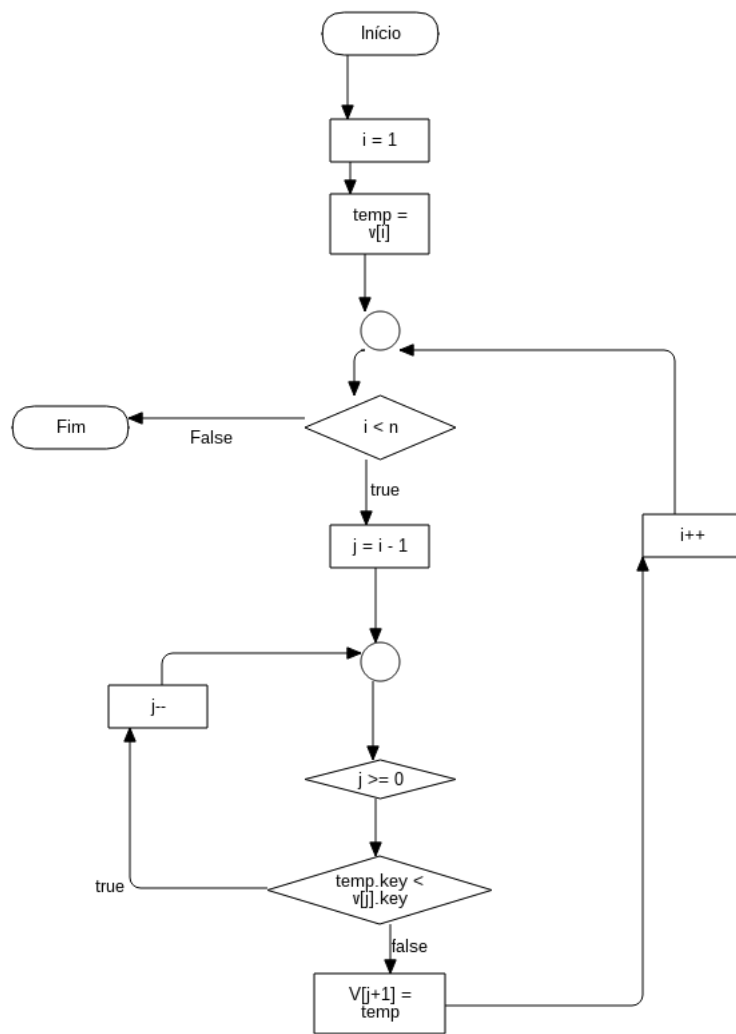 Início
i = 1
temp =
v[i]
i < n
Fim
False
true
j = i - 1
i++
j--
j >= 0
temp.key <
v[j].key
true
false
V[j+1] =
temp